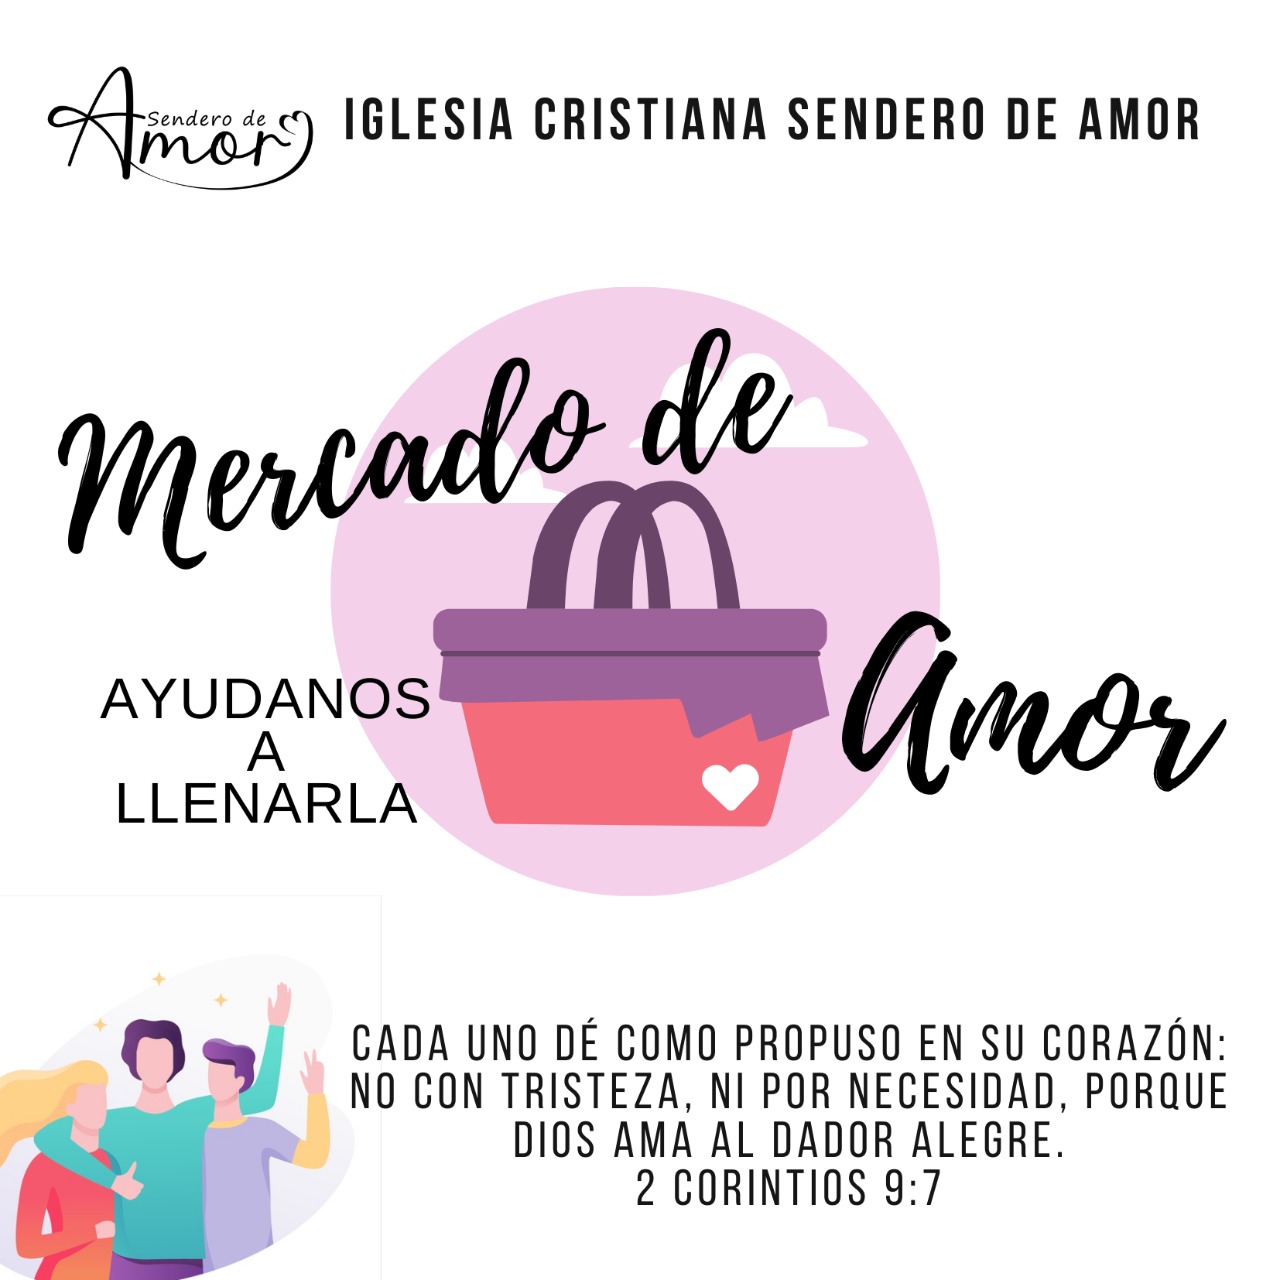 Sendero de
Amor
IGLESIA CRISTIANA SENDERO DE AMOR
Mercado de
Amor
AYUDANOS
A
LLENARLA
CADA UNO DÉ COMO PROPUSO EN SU CORAZÓN:
NO CON TRISTEZA, NI POR NECESIDAD, PORQUE
DIOS AMA AL DADOR ALEGRE.
2 CORINTIOS 9:7